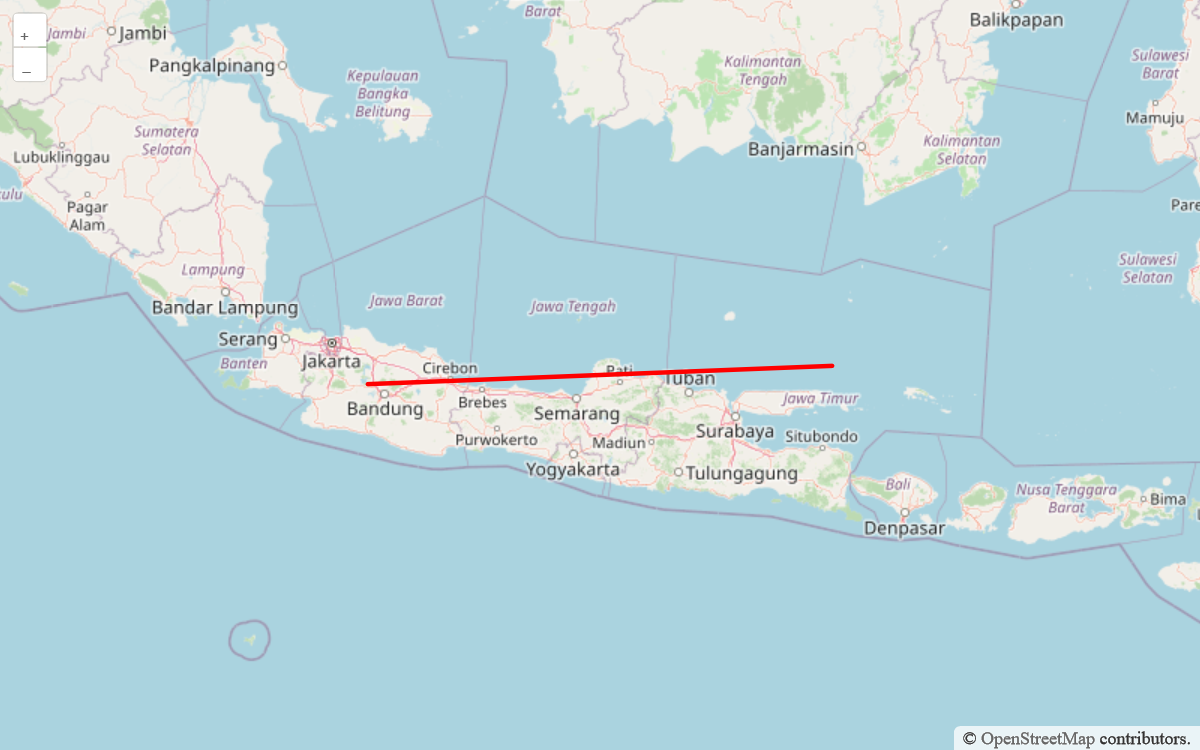 +
–
Jambi
Jambi
Pangkalpinang
Kepulauan
Bangka
Belitung
Barat
Kalimantan
Tengah
Balikpapan
Sulawesi
Barat
Mamuju
Sumatera
Selatan
Lubuklinggau
Banjarmasin
Kalimantan
Selatan
Pagar
Alam
Lampung
Sulawesi
Selatan
Bandar Lampung
Jawa Barat
Jawa Tengah
Serang
Banten
Jakarta
Cirebon
Pati
Tuban
Bandung
Brebes
Semarang
Jawa Timur
Purwokerto
Madiun
Surabaya
Situbondo
Yogyakarta
Tulungagung
Bali
Nusa Tenggara
Barat
Bima
Denpasar
© OpenStreetMap contributors.